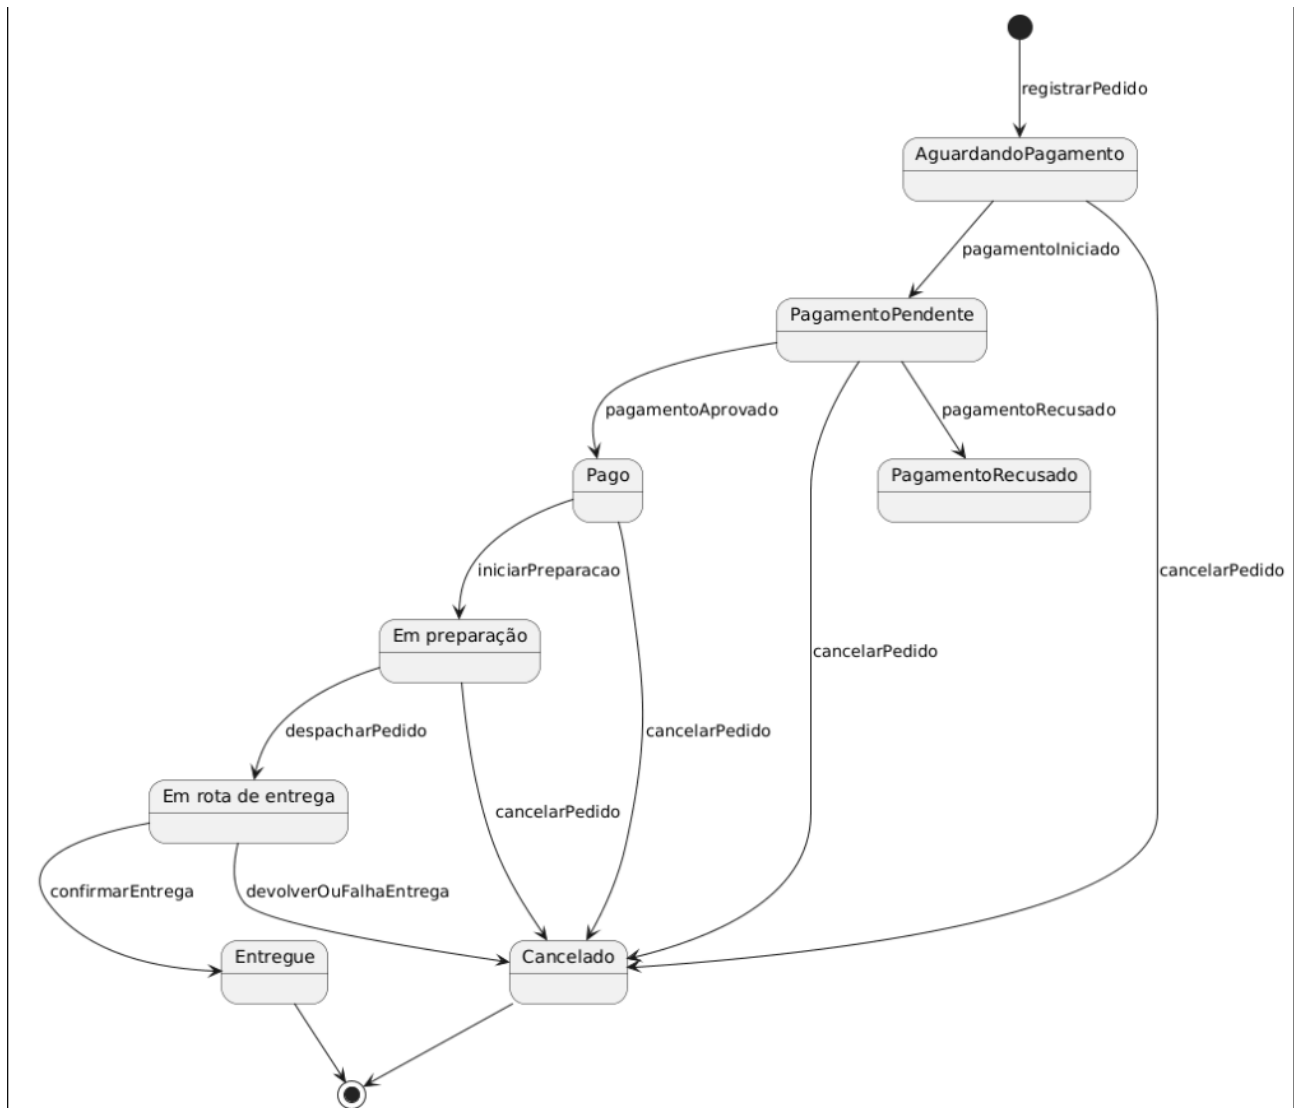 registrarPedido
AguardandoPagamento
pagamentoIniciado
PagamentoPendente
pagamentoAprovado
pagamentoRecusado
Pago
PagamentoRecusado
iniciarPreparacao
cancelarPedido
Em preparação
cancelarPedido
despacharPedido
cancelarPedido
Em rota de entrega
cancelarPedido
confirmarEntrega
devolverOuFalhaEntrega
Entregue
Cancelado